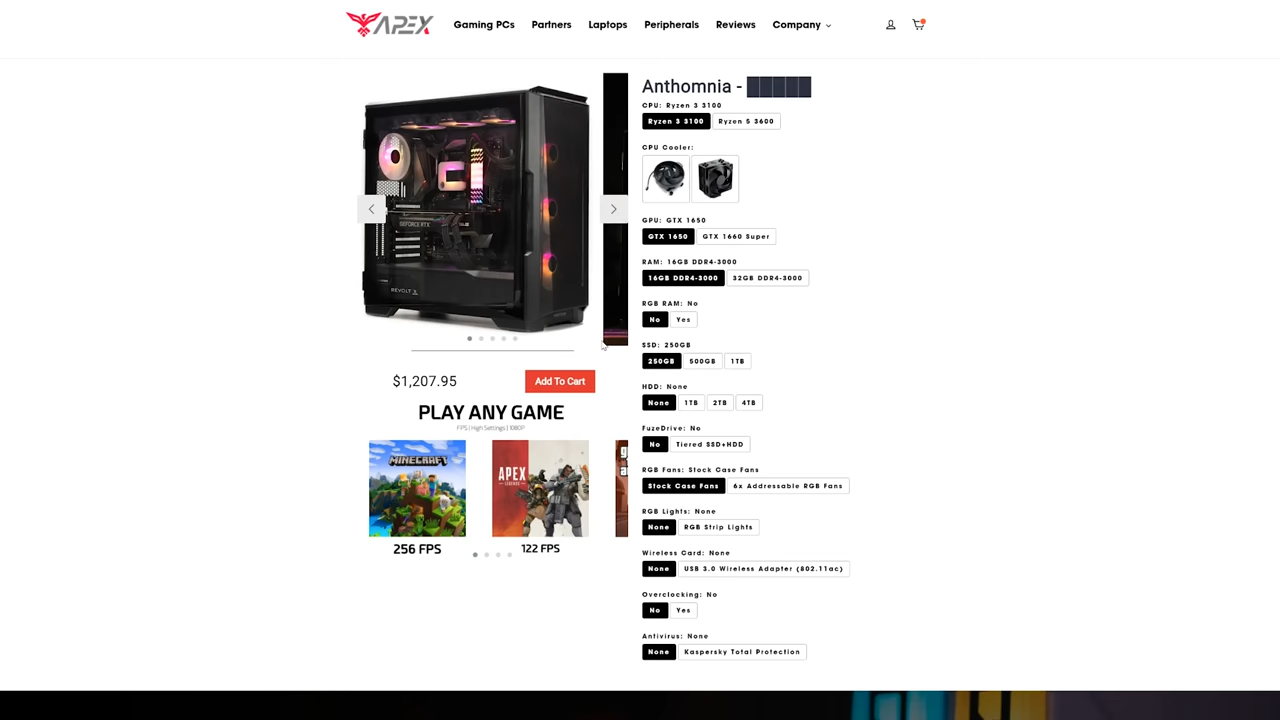 APEX
Gaming PCs Partners Laptops Peripherals Reviews Company
GEFORCE RTX
REVOLT X
$1,207.95
Add To Cart
PLAY ANY GAME
FPS | High Settings | 1080P
MINECRAFT
256 FPS
APEX
LEGENDS
122 FPS
Anthomnia -
CPU: Ryzen 3 3100
Ryzen 3 3100 Ryzen 5 3600
CPU Cooler:
GPU: GTX 1650
GTX 1650 GTX 1660 Super
RAM: 16GB DDR4-3000
16GB DDR4-3000 32GB DDR4-3000
RGB RAM: No
No Yes
SSD: 250GB
250GB 500GB 1TB
HDD: None
None 1TB 2TB 4TB
FuzeDrive: No
No Tiered SSD+HDD
RGB Fans: Stock Case Fans
Stock Case Fans 6x Addressable RGB Fans
RGB Lights: None
None RGB Strip Lights
Wireless Card: None
None USB 3.0 Wireless Adapter (802.11ac)
Overclocking: No
No Yes
Antivirus: None
None Kaspersky Total Protection